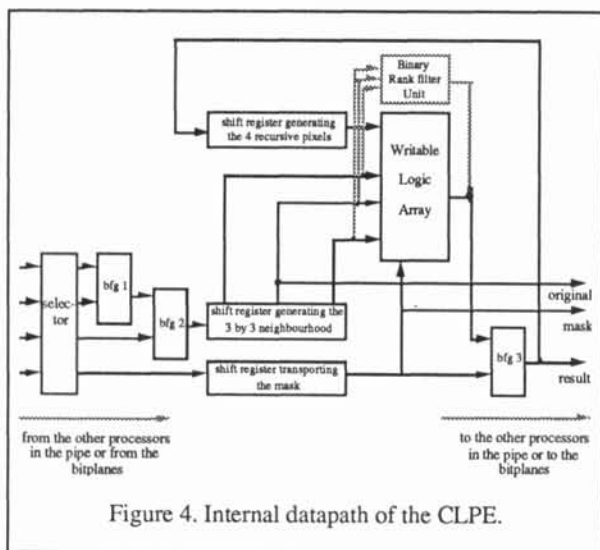 Binary
Rank filter
Unit
shift register generating
the 4 recursive pixels
Writable
Logic
Array
selec-
tor
bfg 1
bfg 2
shift register generating the
3 by 3 neighbourhood
original
mask
shift register transporting
the mask
bfg 3
result
from the other processors
in the pipe or from the
bitplanes
to the other processors
in the pipe or to the
bitplanes
Figure 4. Internal datapath of the CLPE.